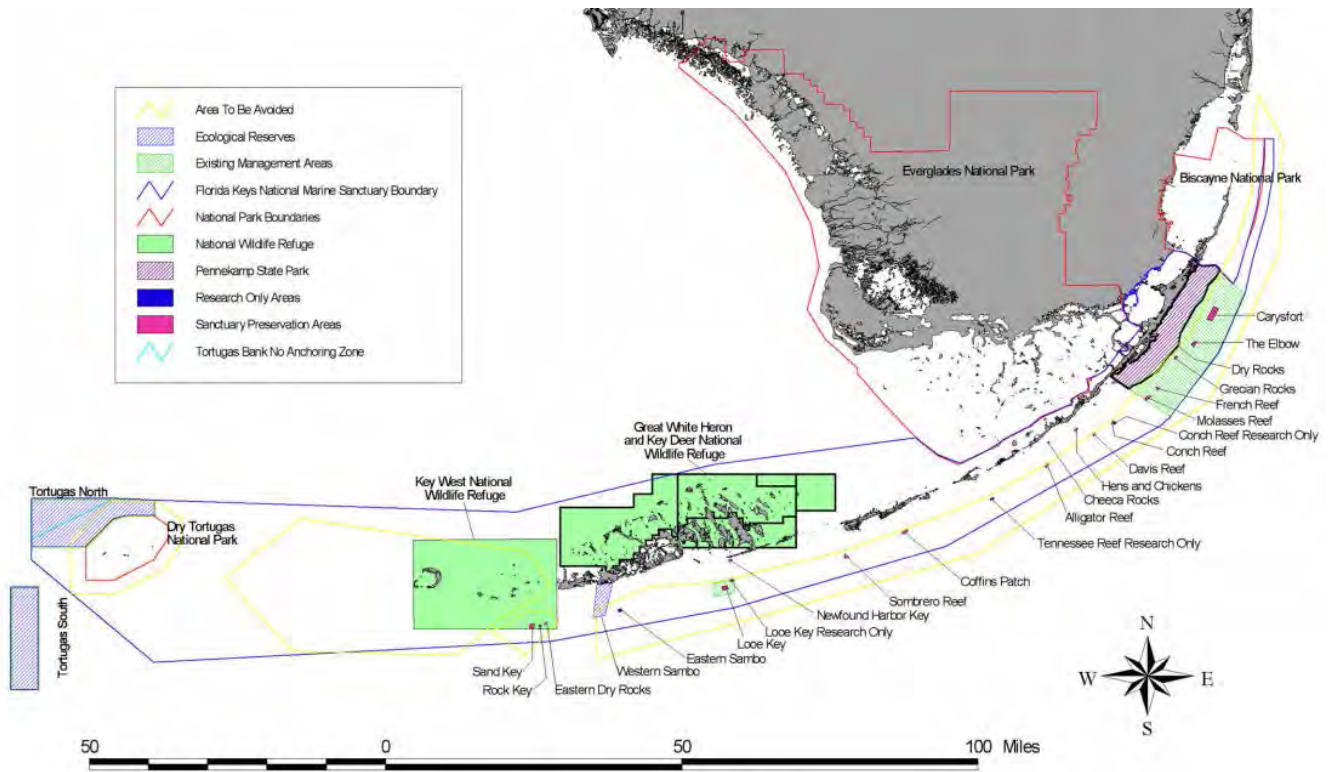 Area To Be Avoided
Ecological Reserves
Existing Management Areas
Florida Keys National Marine Sanctuary Boundary
National Park Boundaries
National Wildlife Refuge
Pennekamp State Park
Research Only Areas
Sanctuary Preservation Areas
Tortugas Bank No Anchoring Zone
Everglades National Park
Biscayne National Park
Carysfort
The Elbow
Dry Rocks
Grecian Rocks
French Reef
Molasses Reef
Conch Reef Research Only
Conch Reef
Davis Reef
Hens and Chickens
Cheeca Rocks
Alligator Reef
Tennessee Reef Research Only
Coffins Patch
Sombrero Reef
Newfound Harbor Key
Looe Key Research Only
Looe Key
Eastern Sambo
Western Sambo
Great White Heron
and Key Deer National
Wildlife Refuge
Key West National
Wildlife Refuge
Tortugas North
Dry Tortugas
National Park
Tortugas South
Sand Key
Rock Key
Eastern Dry Rocks
N
W
E
S
50 0 50 100 Miles